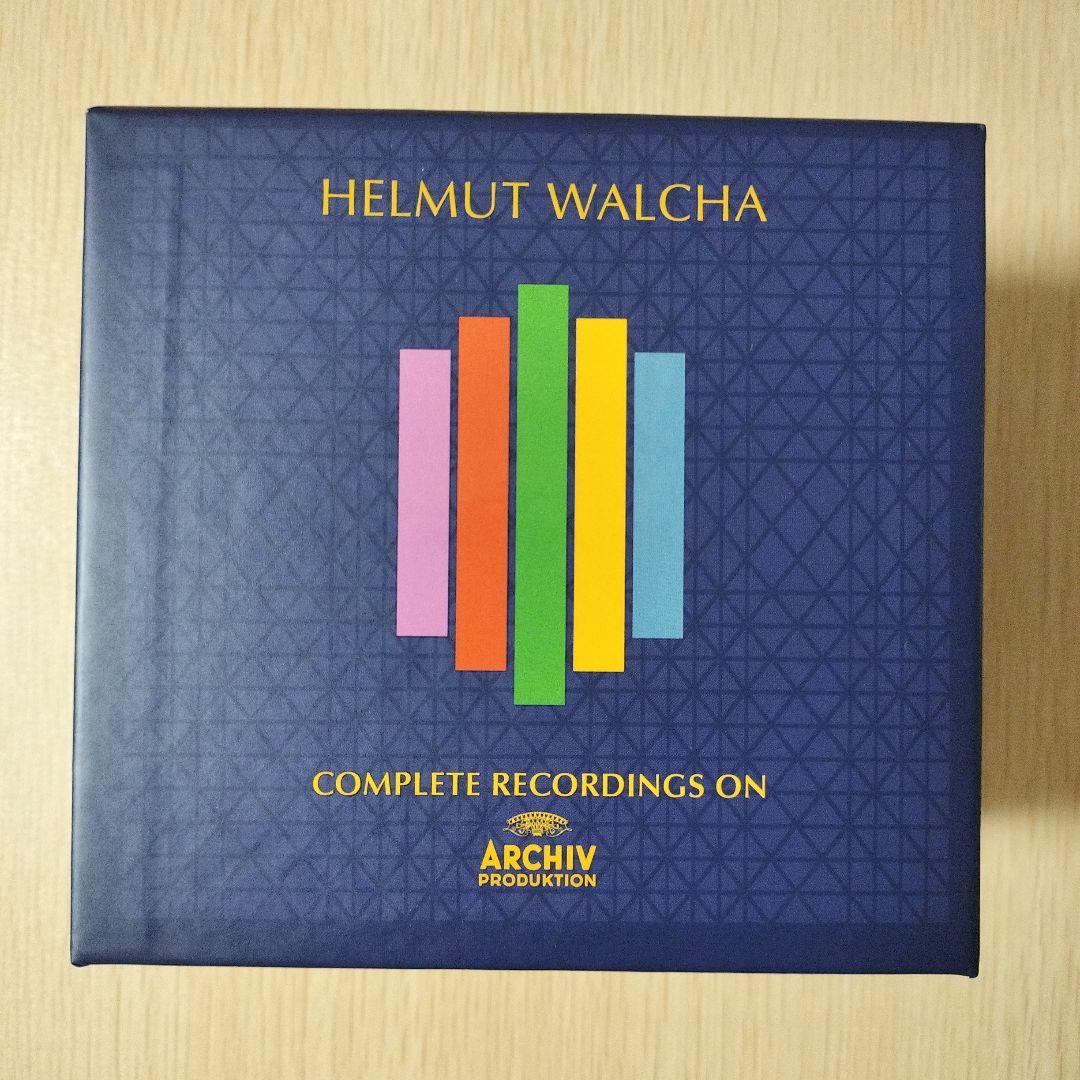 HELMUT WALCHA
COMPLETE RECORDINGS ON
ARCHIV
PRODUKTION